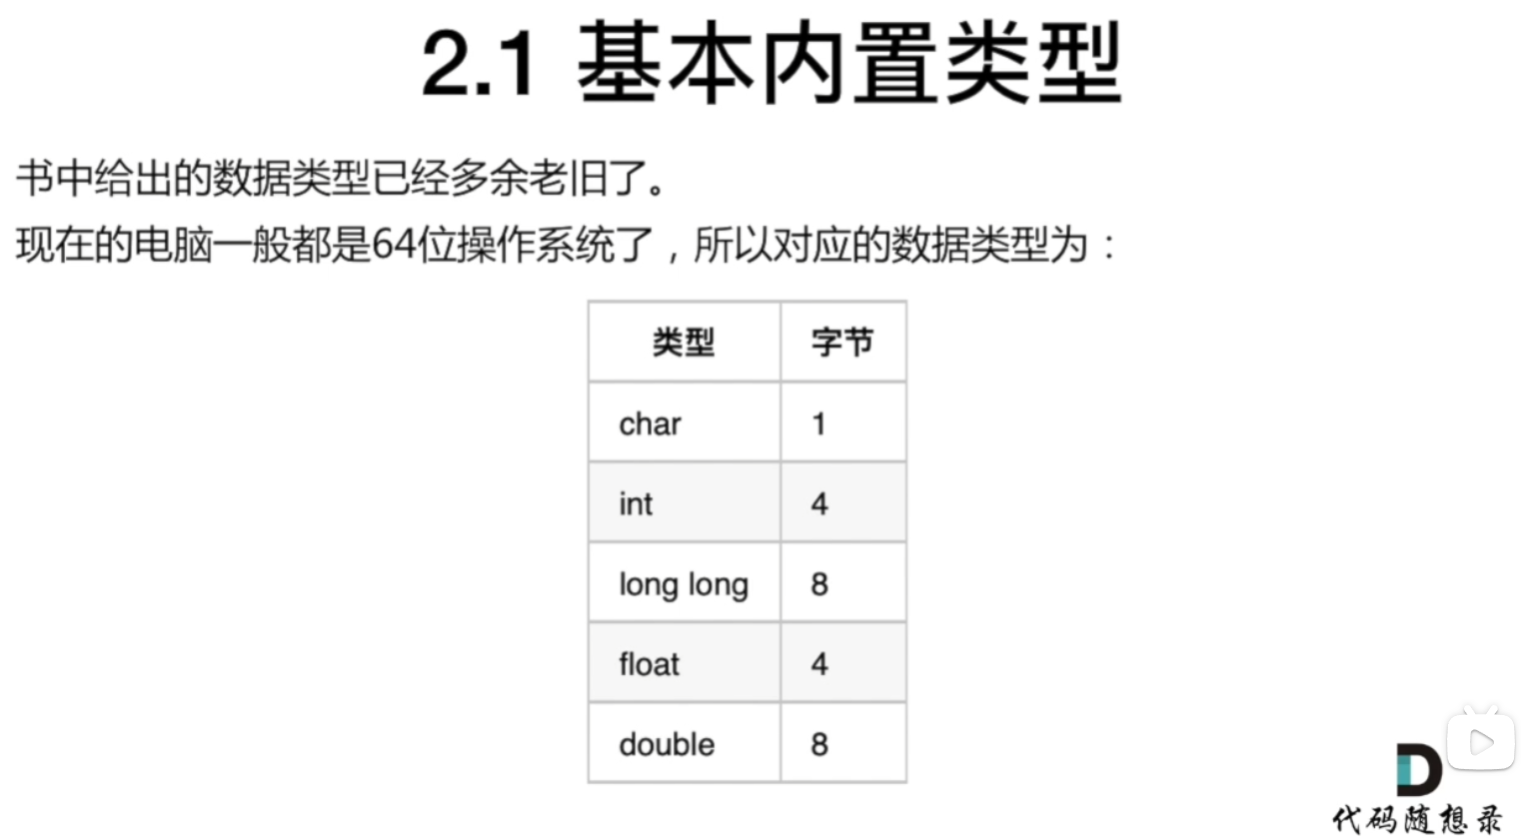 2.1 基本内置类型
书中给出的数据类型已经多余老旧了。
现在的电脑一般都是64位操作系统了，所以对应的数据类型为：
类型 字节
char 1
int 4
long long 8
float 4
double 8
代码随想录